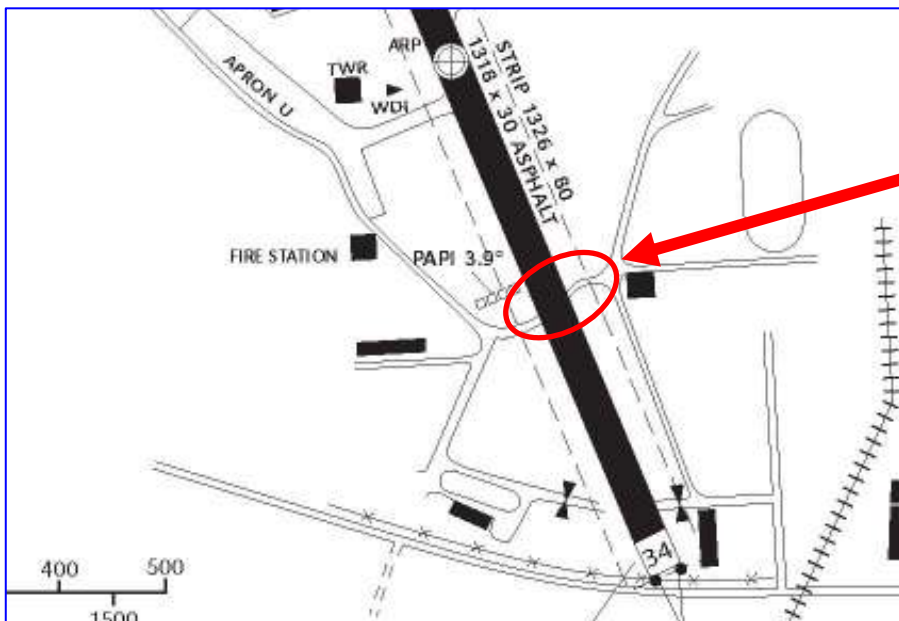 ARP
TWR
WDI
APRON U
STRIP 1326 x 80
1318 x 30 ASPHALT
FIRE STATION
PAPI 3.9°
34
400 500
1500